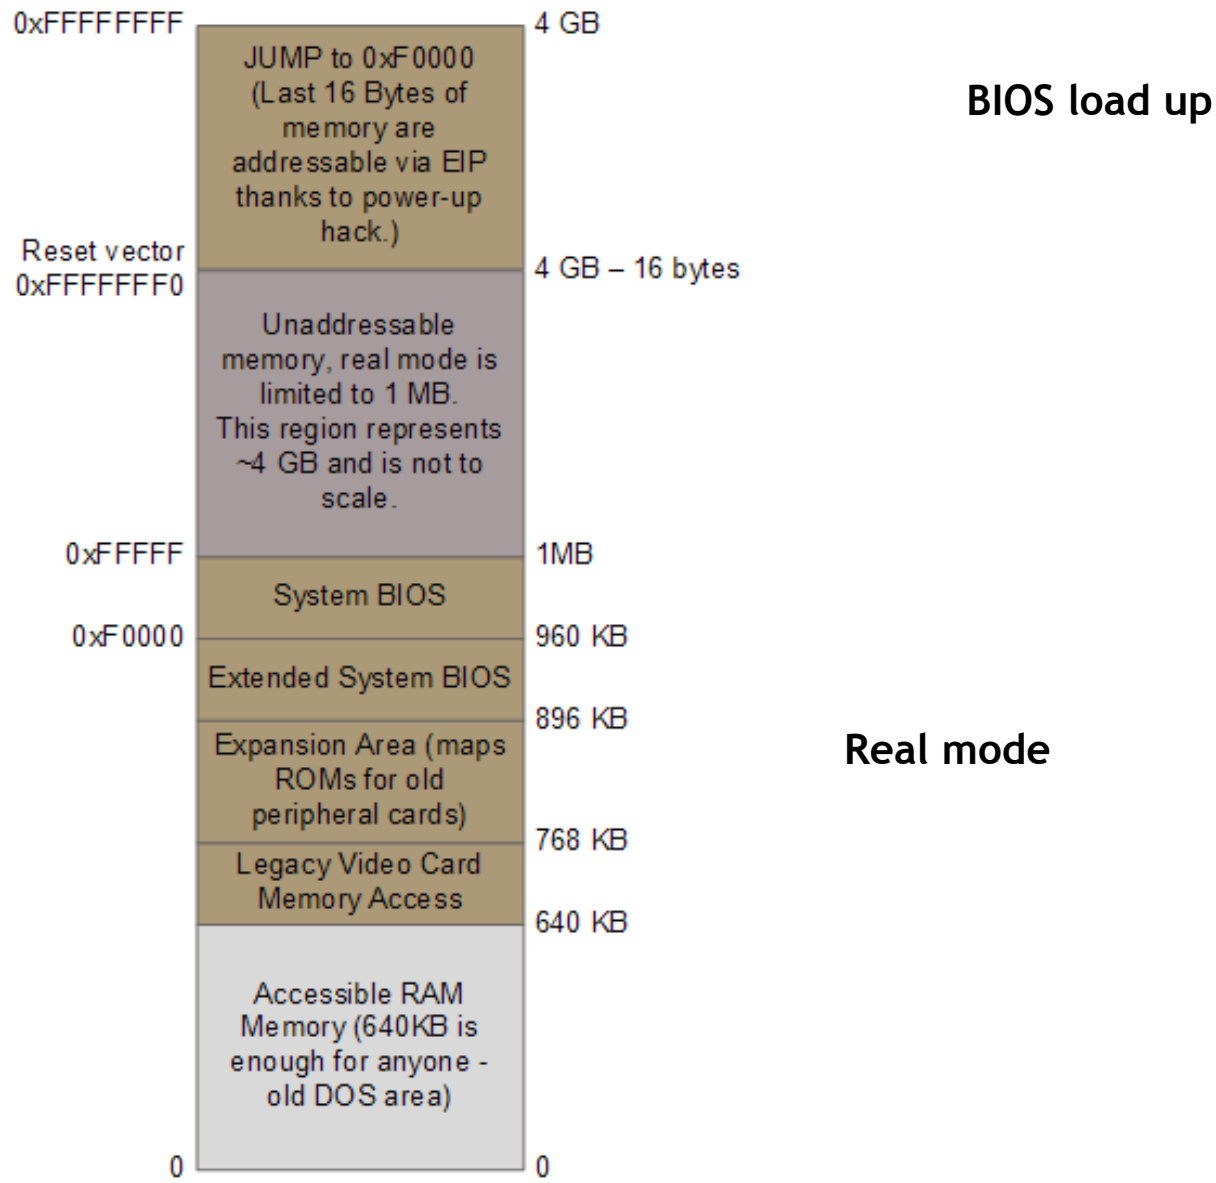 0xFFFFFFFF
4 GB
JUMP to 0xF0000
(Last 16 Bytes of
memory are
addressable via EIP
thanks to power-up
hack.)
BIOS load up
Reset vector
0xFFFFFFF0
4 GB – 16 bytes
Unaddressable
memory, real mode is
limited to 1 MB.
This region represents
~4 GB and is not to
scale.
0xFFFFF
1MB
System BIOS
0xF0000
960 KB
Extended System BIOS
896 KB
Expansion Area (maps
ROMs for old
peripheral cards)
Real mode
768 KB
Legacy Video Card
Memory Access
640 KB
Accessible RAM
Memory (640KB is
enough for anyone -
old DOS area)
0
0